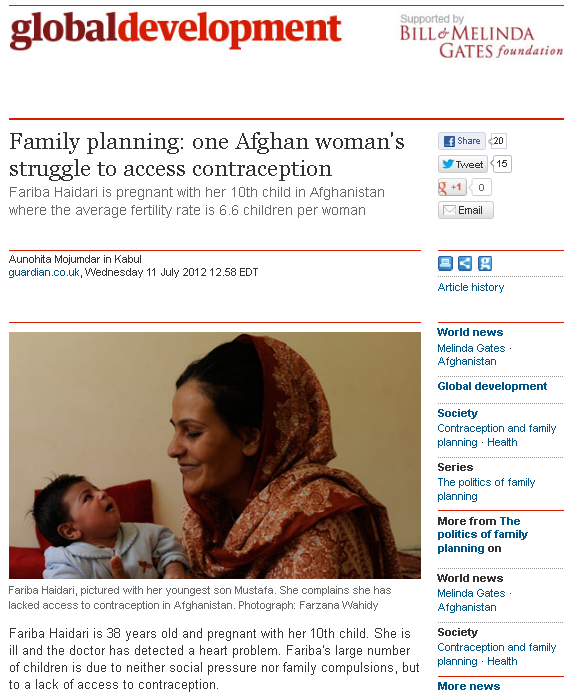 globaldevelopment
Supported by
BILL & MELINDA
GATES foundation
Family planning: one Afghan woman's
struggle to access contraception
Fariba Haidari is pregnant with her 10th child in Afghanistan
where the average fertility rate is 6.6 children per woman
Share 20
Tweet 15
+1 0
Email
Aunohita Mojumdar in Kabul
guardian.co.uk, Wednesday 11 July 2012 12.58 EDT
Article history
World news
Melinda Gates ·
Afghanistan
Global development
Society
Contraception and family
planning · Health
Series
The politics of family
planning
More from The
politics of family
planning on
World news
Melinda Gates ·
Afghanistan
Society
Contraception and family
planning · Health
More news
Fariba Haidari, pictured with her youngest son Mustafa. She complains she has
lacked access to contraception in Afghanistan. Photograph: Farzana Wahidy
Fariba Haidari is 38 years old and pregnant with her 10th child. She is
ill and the doctor has detected a heart problem. Fariba's large number
of children is due to neither social pressure nor family compulsions, but
to a lack of access to contraception.